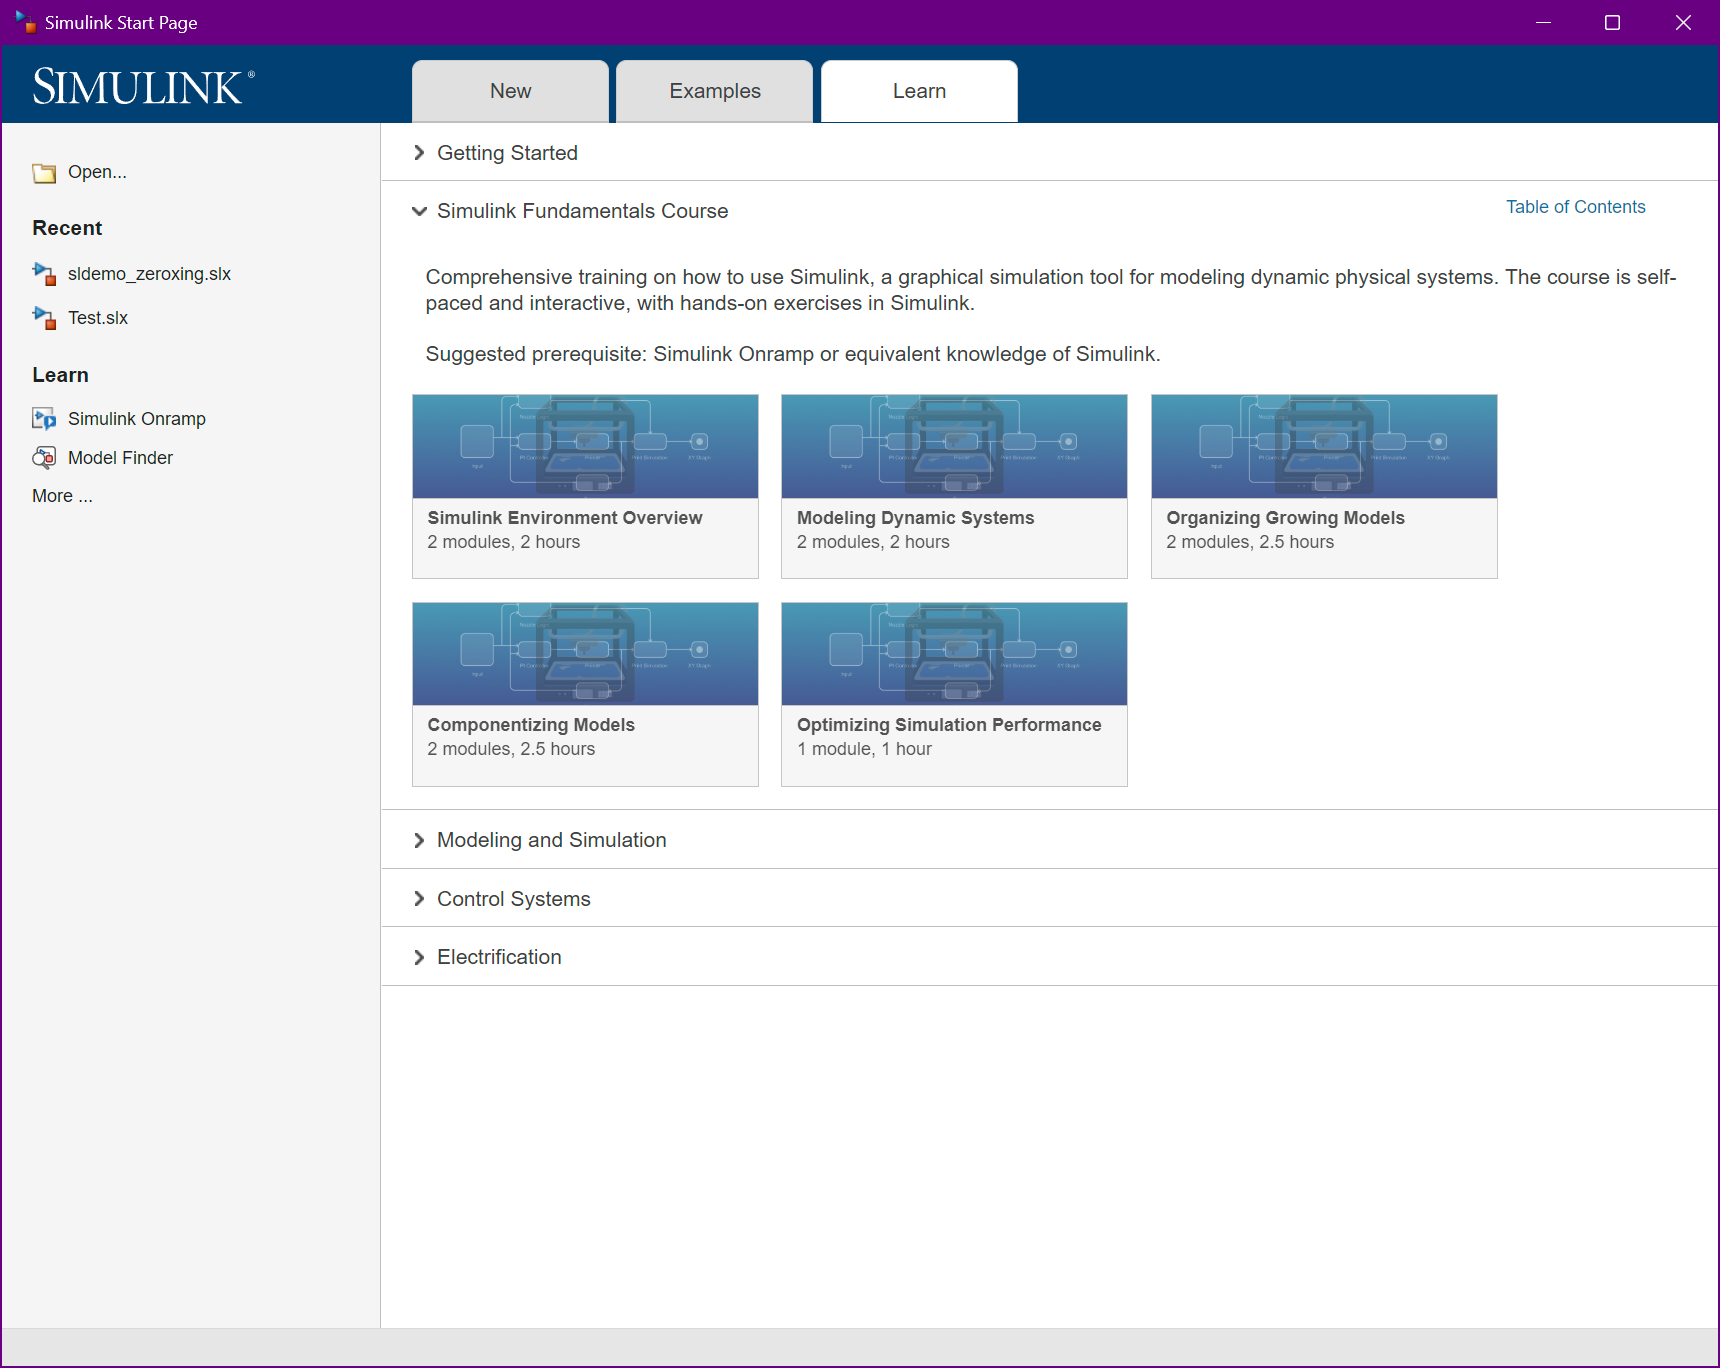 Simulink Start Page
SIMULINK®
New
Examples
Learn
Open...
Recent
sldemo_zeroxing.slx
Test.slx
Learn
Simulink Onramp
Model Finder
More ...
Getting Started
Simulink Fundamentals Course
Table of Contents
Comprehensive training on how to use Simulink, a graphical simulation tool for modeling dynamic physical systems. The course is self-
paced and interactive, with hands-on exercises in Simulink.
Suggested prerequisite: Simulink Onramp or equivalent knowledge of Simulink.
Simulink Environment Overview
2 modules, 2 hours
Modeling Dynamic Systems
2 modules, 2 hours
Organizing Growing Models
2 modules, 2.5 hours
Componentizing Models
2 modules, 2.5 hours
Optimizing Simulation Performance
1 module, 1 hour
Modeling and Simulation
Control Systems
Electrification